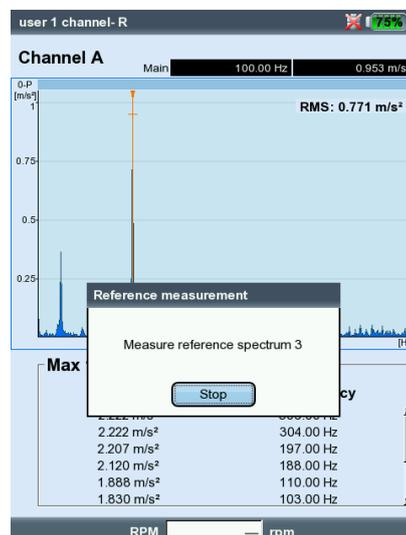 user 1 channel- R
75%
Channel A
Main 100.00 Hz 0.953 m/s²
0-P
[m/s²]
RMS: 0.771 m/s²
1
0.75
0.5
0.25
Reference measurement
Measure reference spectrum 3
Stop
[H
Max
cy
2.222 m/s² 304.00 Hz
2.207 m/s² 197.00 Hz
2.120 m/s² 188.00 Hz
1.888 m/s² 110.00 Hz
1.830 m/s² 103.00 Hz
RPM — rpm